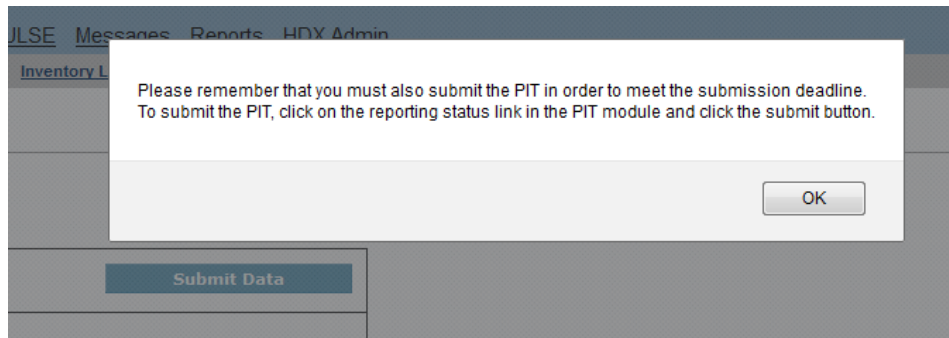 Messages Reports HDX Admin
Inventory
Please remember that you must also submit the PIT in order to meet the submission deadline.
To submit the PIT, click on the reporting status link in the PIT module and click the submit button.
OK
Submit Data